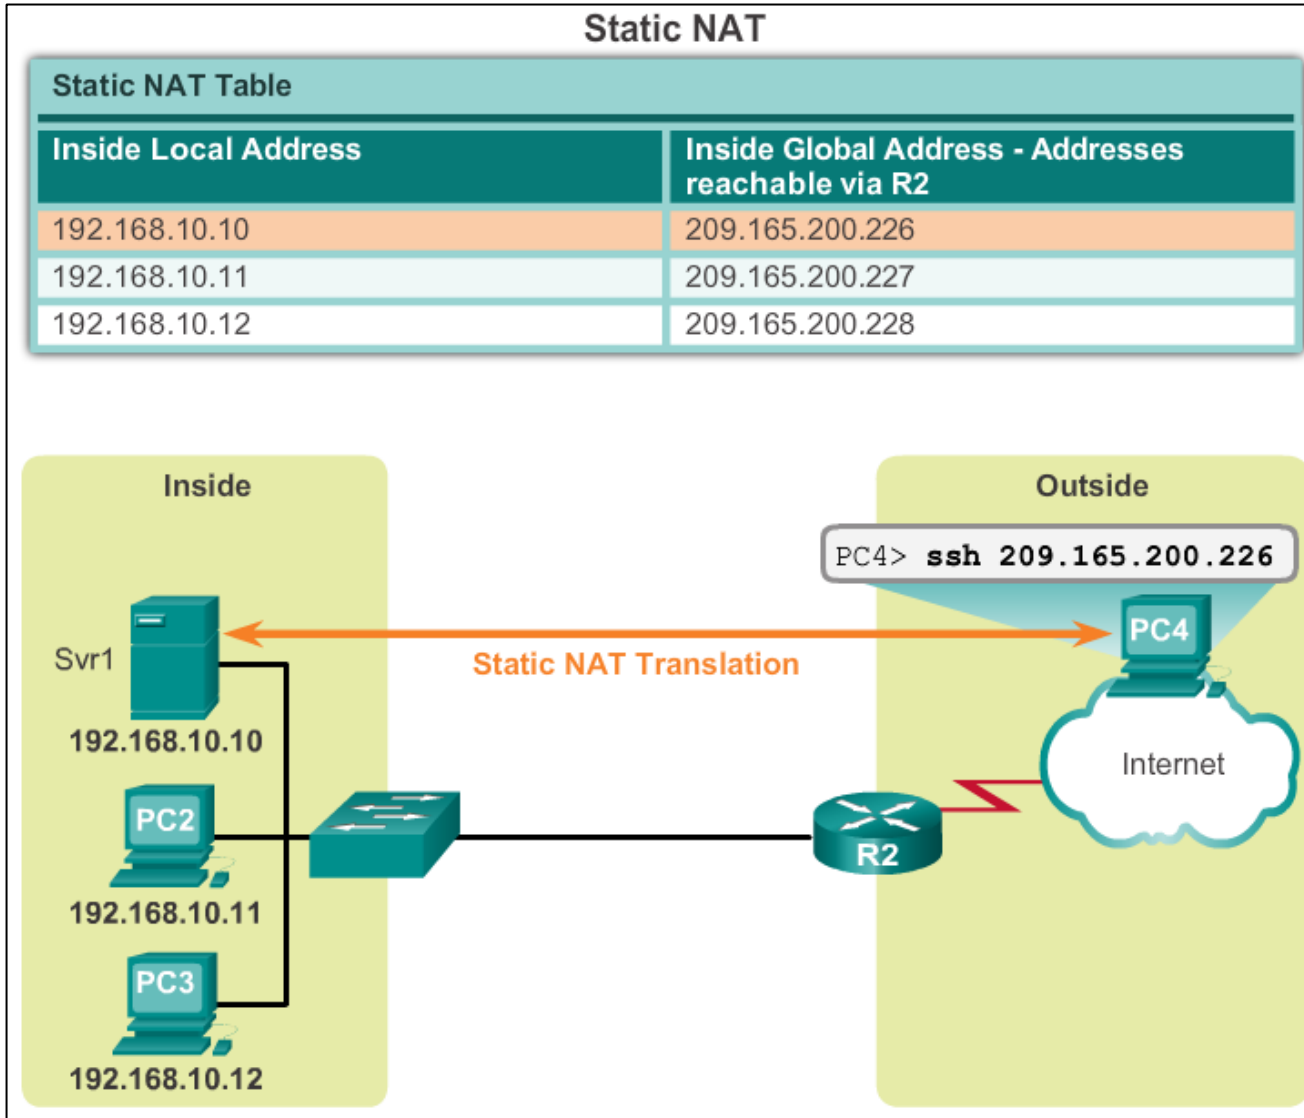 Static NAT
Static NAT Table
Inside Local Address
Inside Global Address - Addresses
reachable via R2
192.168.10.10
209.165.200.226
192.168.10.11
209.165.200.227
192.168.10.12
209.165.200.228
Inside
Outside
PC4> ssh 209.165.200.226
Svr1
Static NAT Translation
PC4
192.168.10.10
Internet
PC2
R2
192.168.10.11
PC3
192.168.10.12